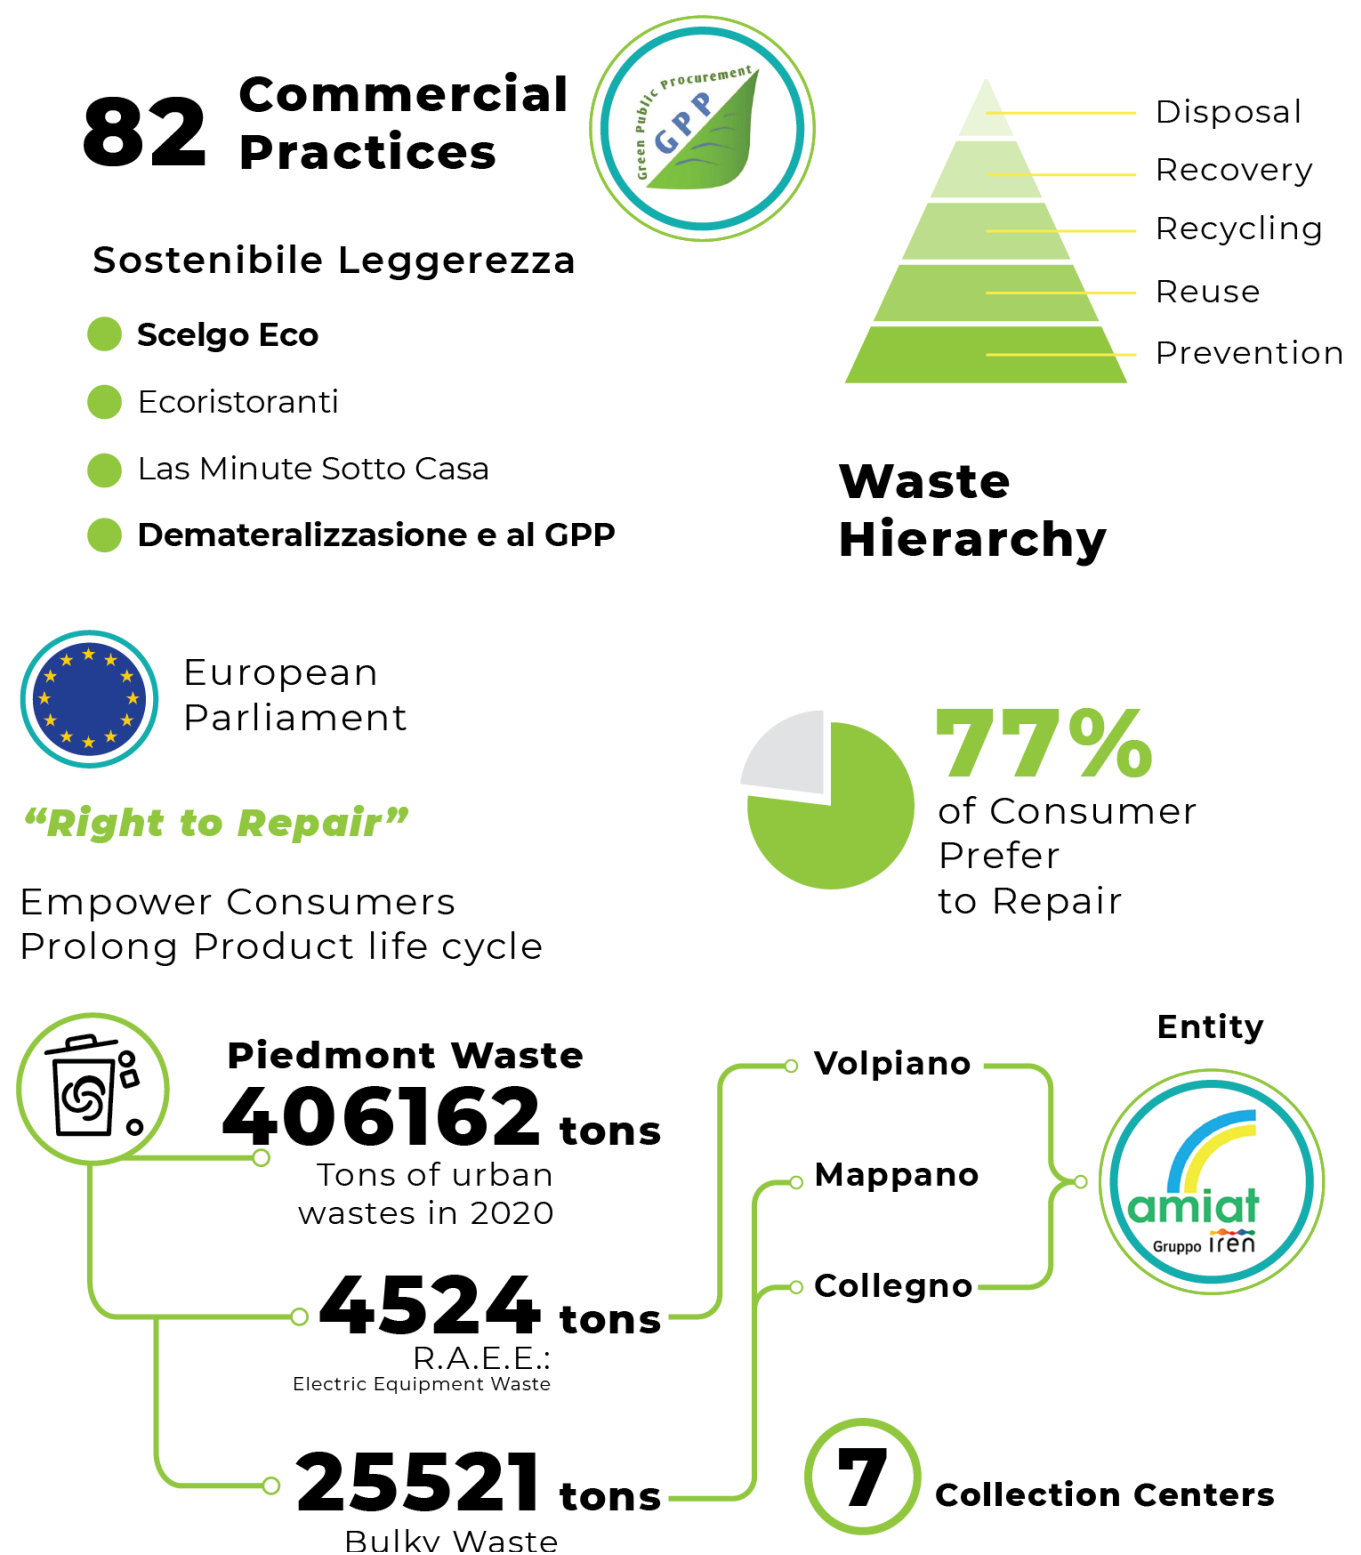 82
Commercial
Practices
Green Public Procurement
GPP
Sostenibile Leggerezza
Scelgo Eco
Ecoristoranti
Las Minute Sotto Casa
Demateralizzasione e al GPP
Disposal
Recovery
Recycling
Reuse
Prevention
Waste
Hierarchy
European
Parliament
“Right to Repair”
Empower Consumers
Prolong Product life cycle
77%
of Consumer
Prefer
to Repair
Piedmont Waste
406162 tons
Tons of urban
wastes in 2020
4524 tons
R.A.E.E.:
Electric Equipment Waste
25521 tons
Bulky Waste
Volpiano
Mappano
Collegno
Entity
amiat
Gruppo iren
7
Collection Centers